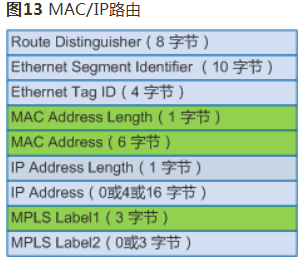 图13 MAC/IP路由
Route Distinguisher（8 字节）
Ethernet Segment Identifier （10 字节）
Ethernet Tag ID（4 字节）
MAC Address Length（1 字节）
MAC Address（6 字节）
IP Address Length（1 字节）
IP Address（0或4或16 字节）
MPLS Label1（3 字节）
MPLS Label2（0或3 字节）